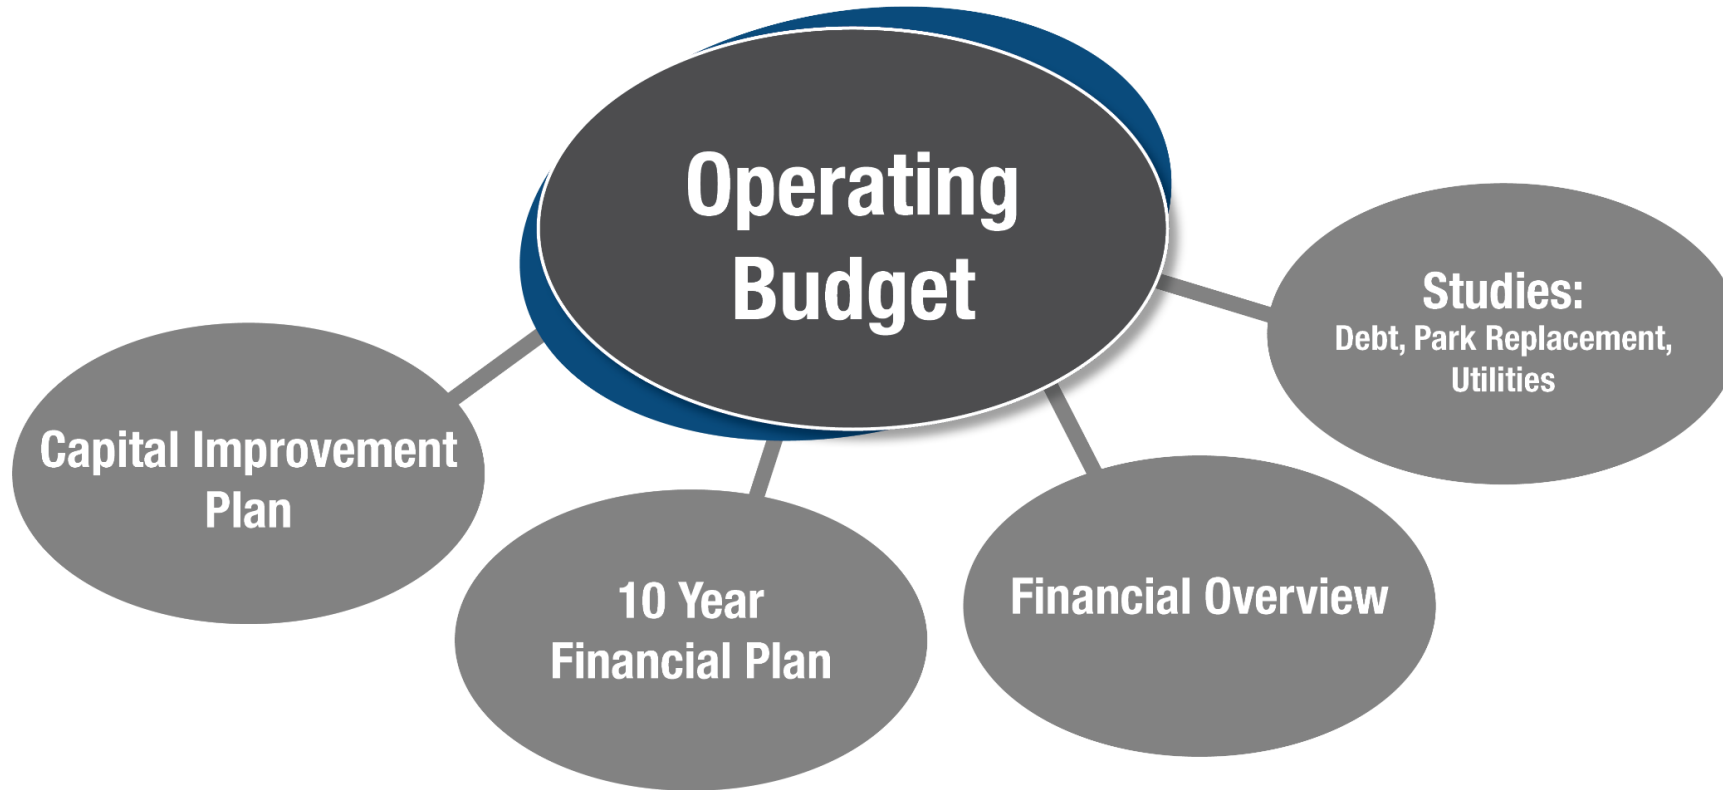 Operating
Budget
Studies:
Debt, Park Replacement,
Utilities
Capital Improvement
Plan
10 Year
Financial Plan
Financial Overview